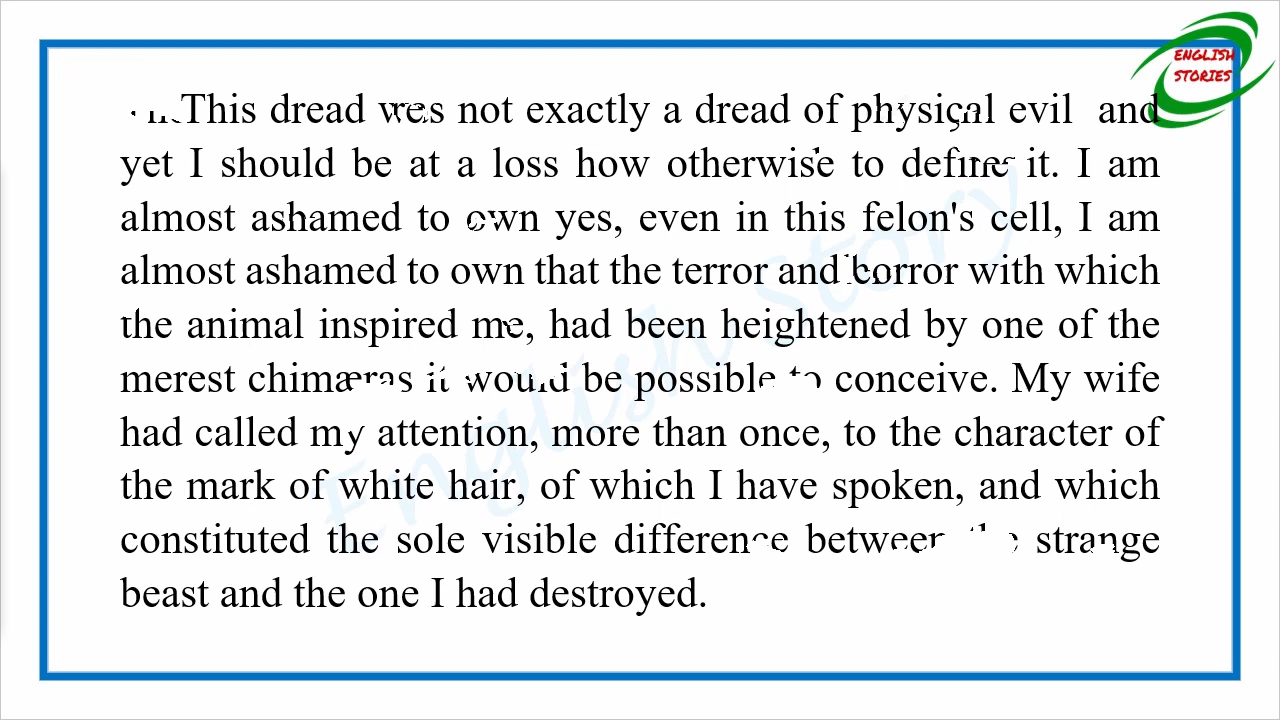 ENGLISH
STORIES
This dread was not exactly a dread of physical evil and
yet I should be at a loss how otherwise to define it. I am
almost ashamed to own yes, even in this felon's cell, I am
almost ashamed to own that the terror and horror with which
the animal inspired me, had been heightened by one of the
merest chimæras it would be possible to conceive. My wife
had called my attention, more than once, to the character of
the mark of white hair, of which I have spoken, and which
constituted the sole visible difference between the strange
beast and the one I had destroyed.
English Story